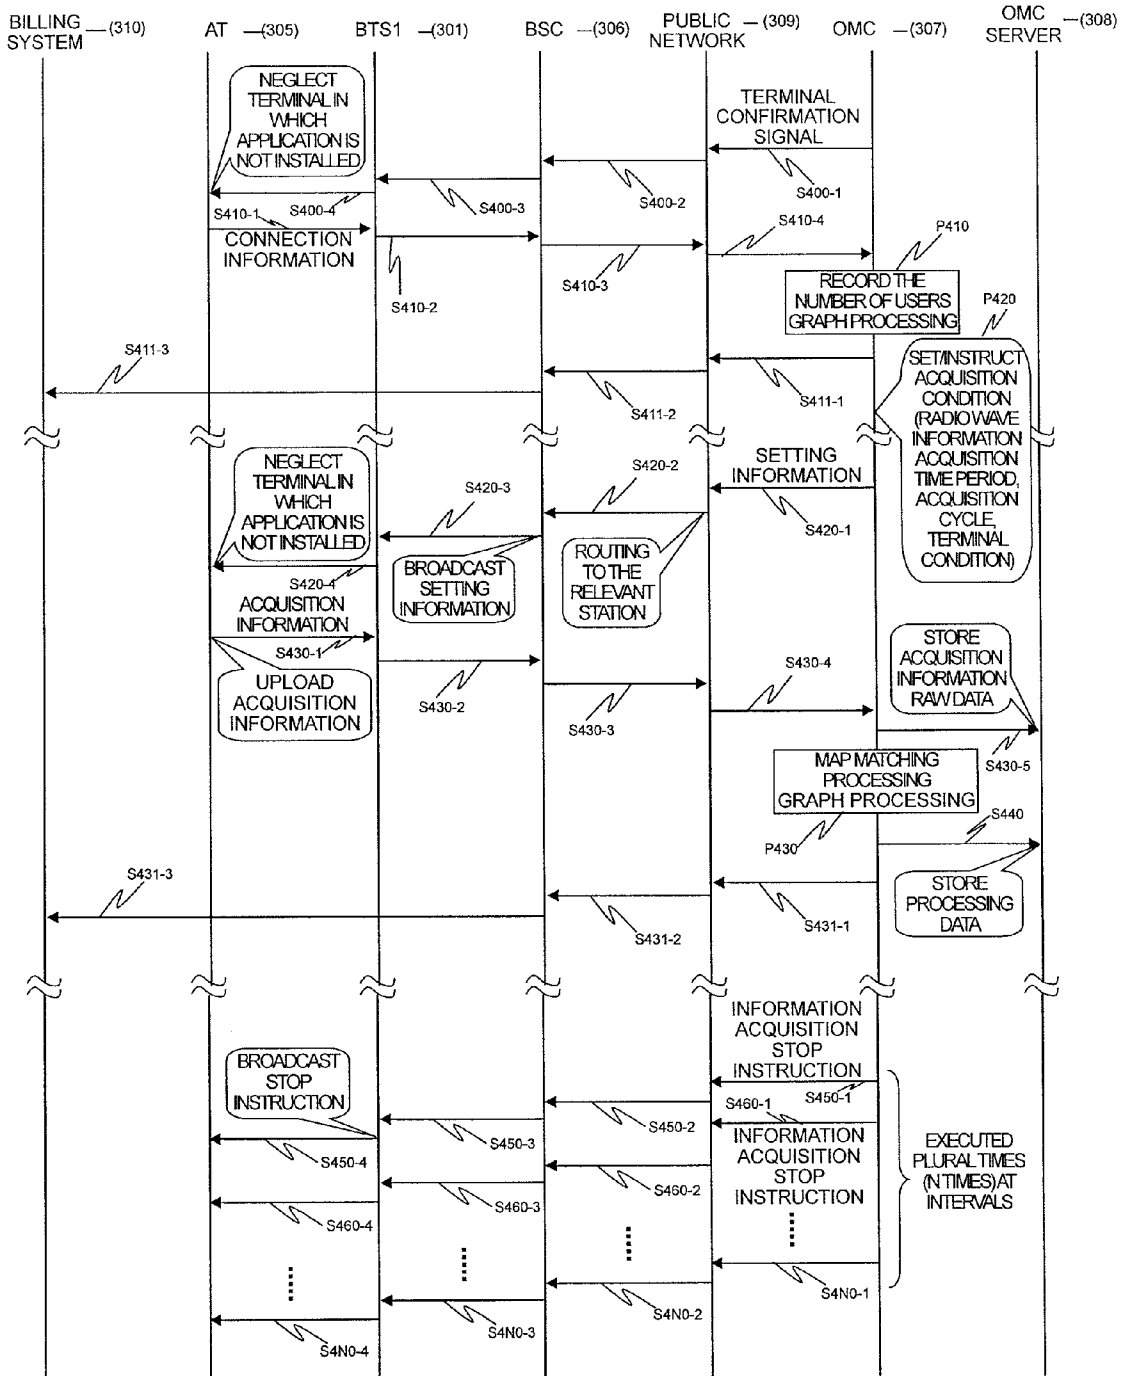 BILLING
SYSTEM —(310)
AT —(305)
BTS1 —(301)
BSC —(306)
PUBLIC
NETWORK —(309)
OMC —(307)
OMC
SERVER —(308)
NEGLECT
TERMINAL IN
WHICH
APPLICATION IS
NOT INSTALLED
TERMINAL
CONFIRMATION
SIGNAL
S400-1
S400-2
S400-3
S400-4
S410-1
CONNECTION
INFORMATION
S410-2
S410-3
S410-4
P410
RECORD THE
NUMBER OF USERS
GRAPH PROCESSING
P420
SET/INSTRUCT
ACQUISITION
CONDITION
(RADIO WAVE
INFORMATION
ACQUISITION
TIME PERIOD,
ACQUISITION
CYCLE,
TERMINAL
CONDITION)
S411-3
S411-2
S411-1
NEGLECT
TERMINAL IN
WHICH
APPLICATION IS
NOT INSTALLED
S420-3
S420-2
SETTING
INFORMATION
S420-1
S420-4
BROADCAST
SETTING
INFORMATION
ROUTING
TO THE
RELEVANT
STATION
ACQUISITION
INFORMATION
S430-1
UPLOAD
ACQUISITION
INFORMATION
S430-2
S430-3
S430-4
STORE
ACQUISITION
INFORMATION
RAW DATA
S430-5
MAP MATCHING
PROCESSING
GRAPH PROCESSING
P430
S440
STORE
PROCESSING
DATA
S431-3
S431-2
S431-1
INFORMATION
ACQUISITION
STOP
INSTRUCTION
BROADCAST
STOP
INSTRUCTION
S450-1
S460-1
S450-2
S450-3
S450-4
INFORMATION
ACQUISITION
STOP
INSTRUCTION
S460-2
S460-3
S460-4
EXECUTED
PLURAL TIMES
(N TIMES) AT
INTERVALS
S4N0-1
S4N0-2
S4N0-3
S4N0-4